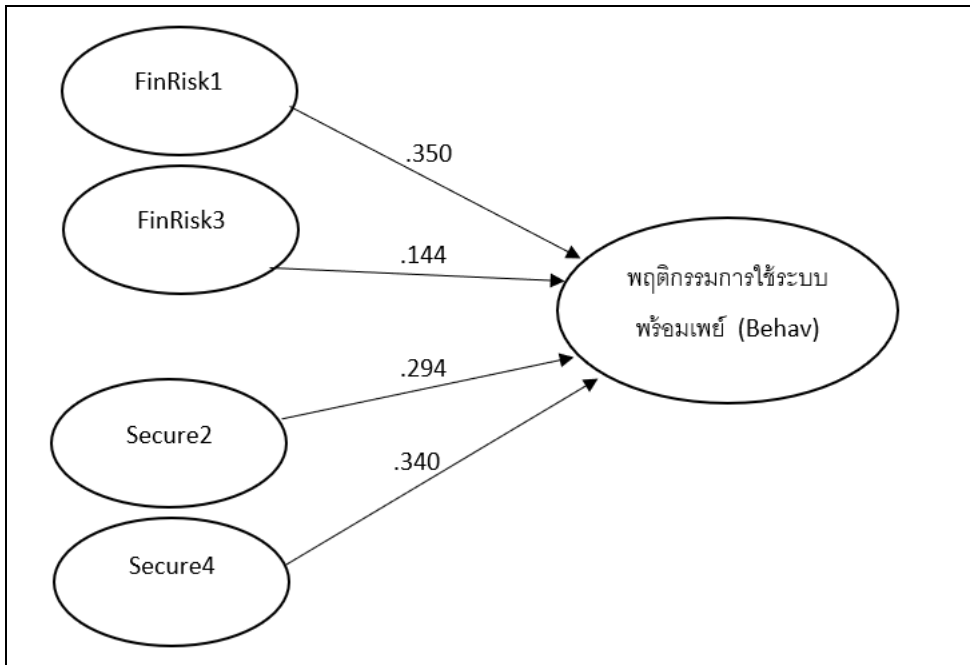 FinRisk1
.350
FinRisk3
.144
พฤติกรรมการใช้ระบบ
พร้อมเพย์ (Behav)
.294
Secure2
.340
Secure4